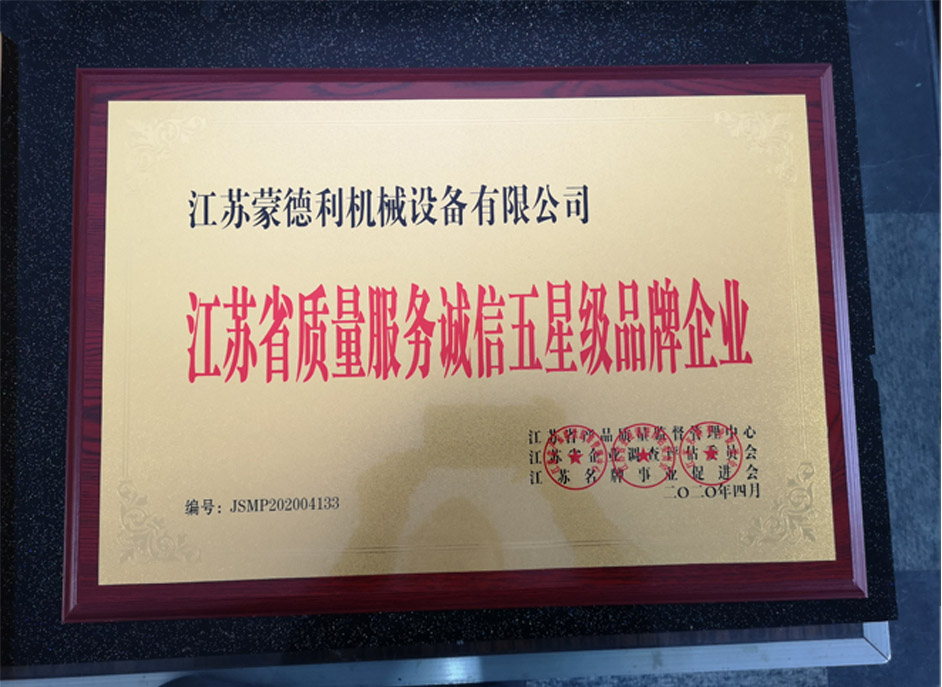 江苏蒙德利机械设备有限公司
江苏省质量服务诚信五星级品牌企业
江苏省产品质量监督管理中心
江苏省企业调查评估委员会
江苏名牌事业促进会
二〇二〇年四月
编号：JSMP202004133